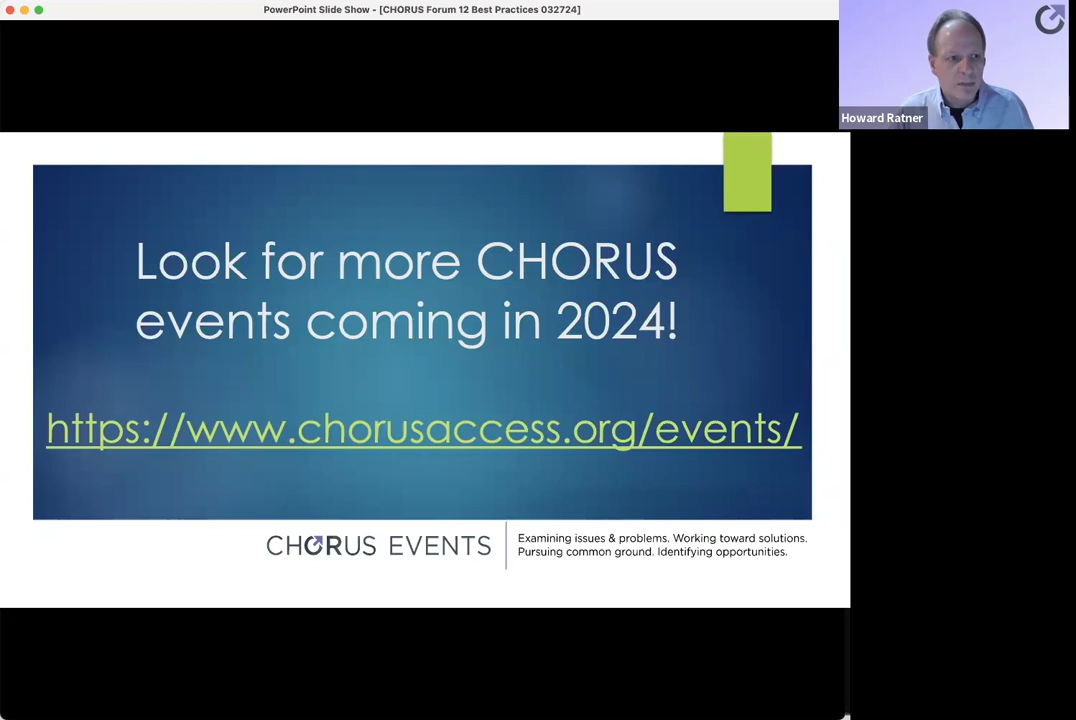 PowerPoint Slide Show - [CHORUS Forum 12 Best Practices 032724]
Howard Ratner
Look for more CHORUS
events coming in 2024!
https://www.chorusaccess.org/events/
CHORUS EVENTS
Examining issues & problems. Working toward solutions.
Pursuing common ground. Identifying opportunities.